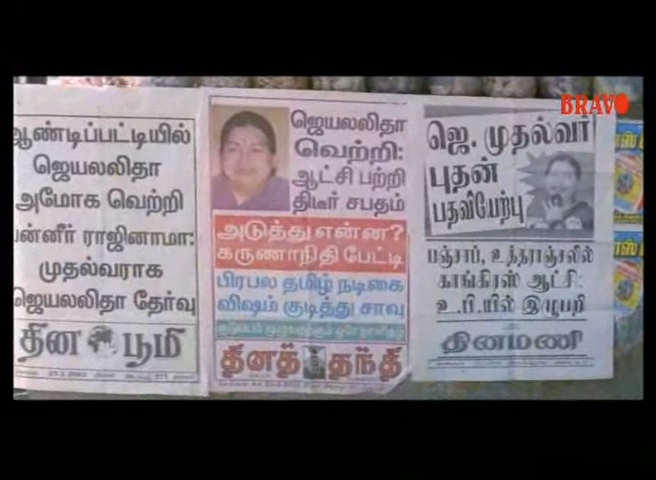 BRAVO
ஆண்டிப்பட்டியில்
ஜெயலலிதா
அமோக வெற்றி
பன்னீர் ராஜினாமா:
முதல்வராக
ஜெயலலிதா தேர்வு
தின பூமி
ஜெயலலிதா
வெற்றி:
ஆட்சி பற்றி
திடீர் சபதம்
அடுத்து என்ன?
கருணாநிதி பேட்டி
பிரபல தமிழ் நடிகை
விஷம் குடித்து சாவு
தினத் தந்தி
ஜெ. முதல்வர்
புதன்
பதவியேற்பு
பஞ்சாப், உத்தராஞ்சலில்
காங்கிரஸ் ஆட்சி:
உ.பி.யில் இழுபறி
தினமணி